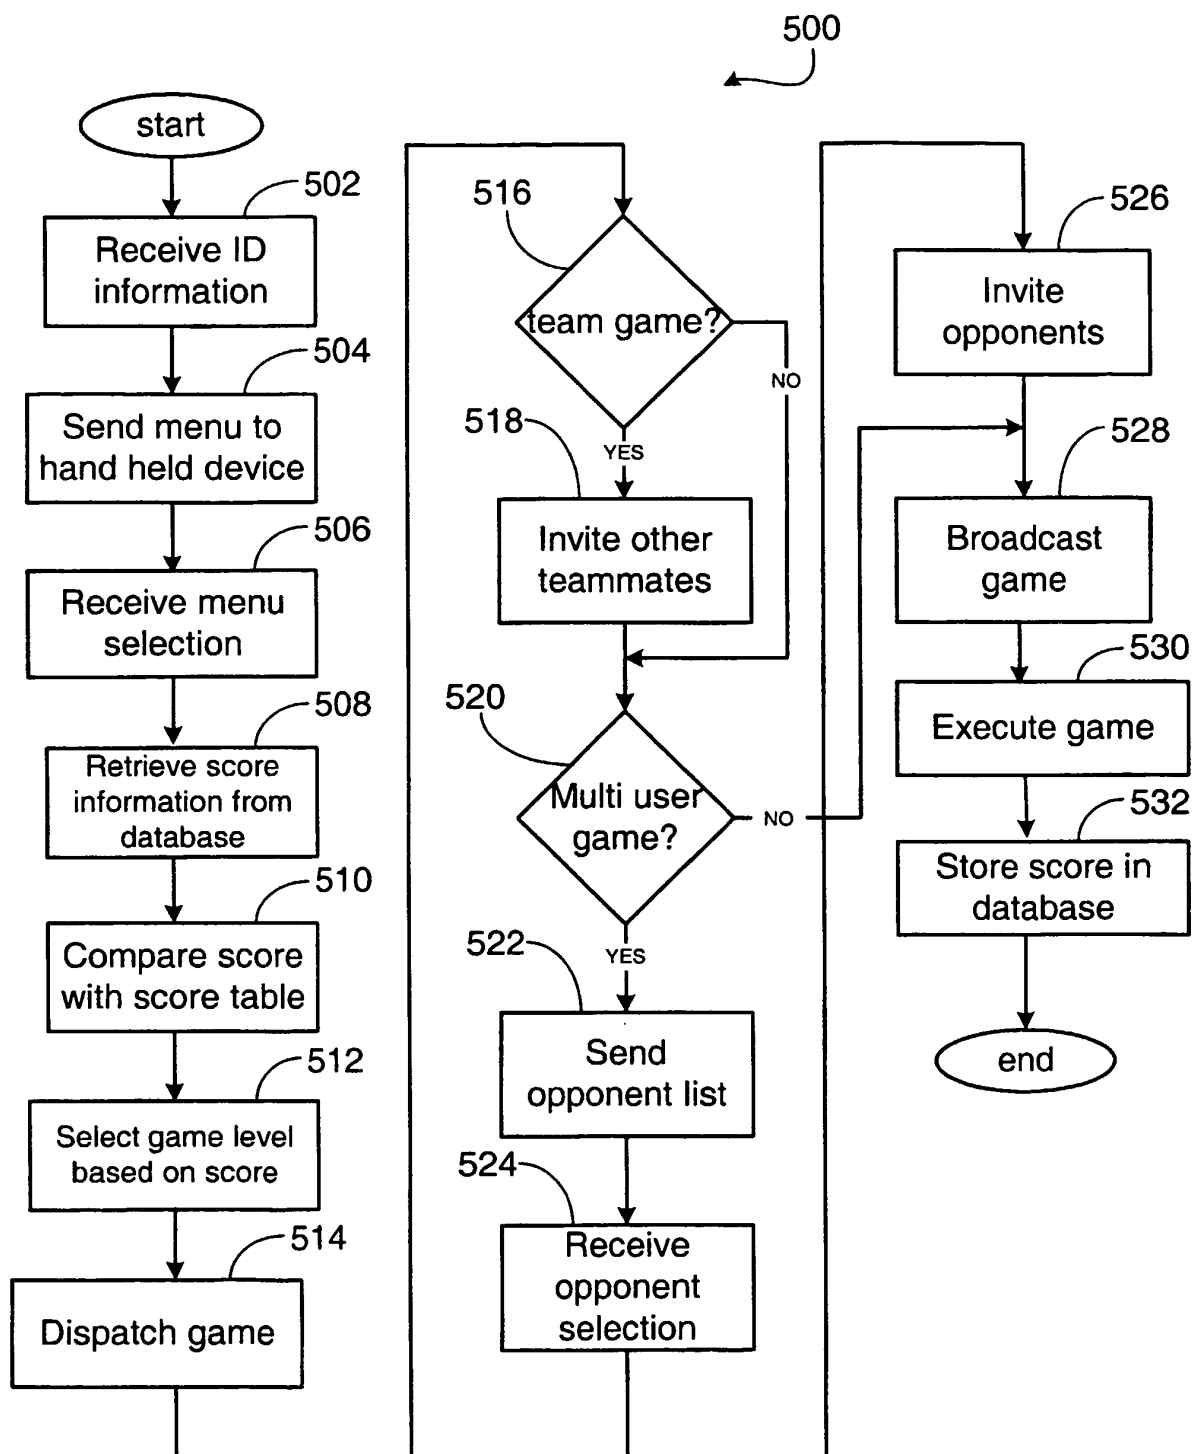 500
start
502
Receive ID
information
504
Send menu to
hand held device
506
Receive menu
selection
508
Retrieve score
information from
database
510
Compare score
with score table
512
Select game level
based on score
514
Dispatch game
516
team game?
NO
YES
518
Invite other
teammates
520
Multi user
game?
NO
YES
522
Send
opponent list
524
Receive
opponent
selection
526
Invite
opponents
528
Broadcast
game
530
Execute game
532
Store score in
database
end